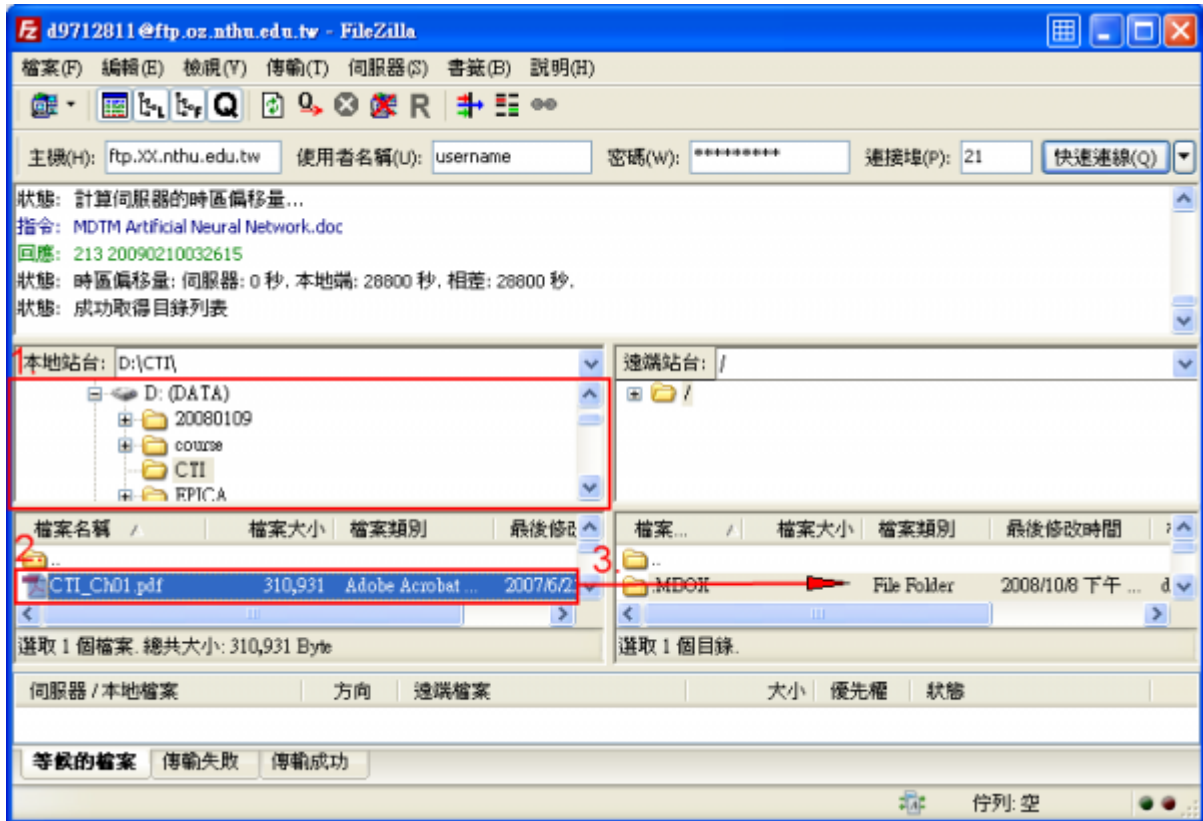 d9712811@ftp.oz.nthu.edu.tw - FileZilla
檔案(F) 編輯(E) 檢視(V) 傳輸(T) 伺服器(S) 書籤(B) 說明(H)
主機(H): ftp.XX.nthu.edu.tw 使用者名稱(U): username 密碼(W): ********* 連接埠(P): 21 快速連線(Q)
狀態: 計算伺服器的時區偏移量...
指令: MDTM Artificial Neural Network.doc
回應: 213 20090210032615
狀態: 時區偏移量: 伺服器: 0 秒. 本地端: 28800 秒. 相差: 28800 秒.
狀態: 成功取得目錄列表
1 本地站台: D:\CTI\ 遠端站台: /
D: (DATA) /
20080109
course
CTI
EPICA
檔案名稱 / 檔案大小 檔案類別 最後修改 檔案... / 檔案大小 檔案類別 最後修改時間
2 .. 3. ..
CTI_Ch01.pdf 310,931 Adobe Acrobat ... 2007/6/2 .MBOX File Folder 2008/10/8 下午 ... d
選取 1 個檔案. 總共大小: 310,931 Byte 選取 1 個目錄.
伺服器 / 本地檔案 方向 遠端檔案 大小 優先權 狀態
等候的檔案 傳輸失敗 傳輸成功
佇列: 空